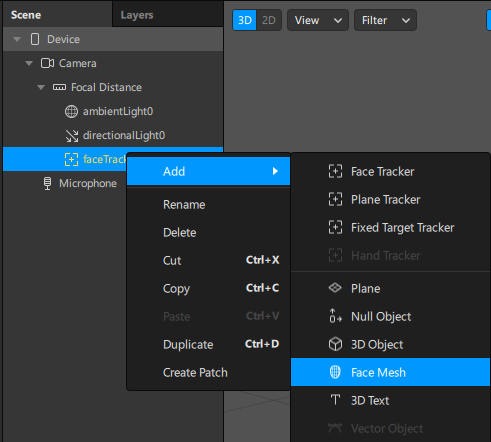 Scene Layers 3D 2D View Filter
Device
Camera
Focal Distance
ambientLight0
directionalLight0
faceTrack
Microphone
Add
Rename
Delete
Cut Ctrl+X
Copy Ctrl+C
Paste Ctrl+V
Duplicate Ctrl+D
Create Patch
Face Tracker
Plane Tracker
Fixed Target Tracker
Hand Tracker
Plane
Null Object
3D Object
Face Mesh
3D Text
Vector Object